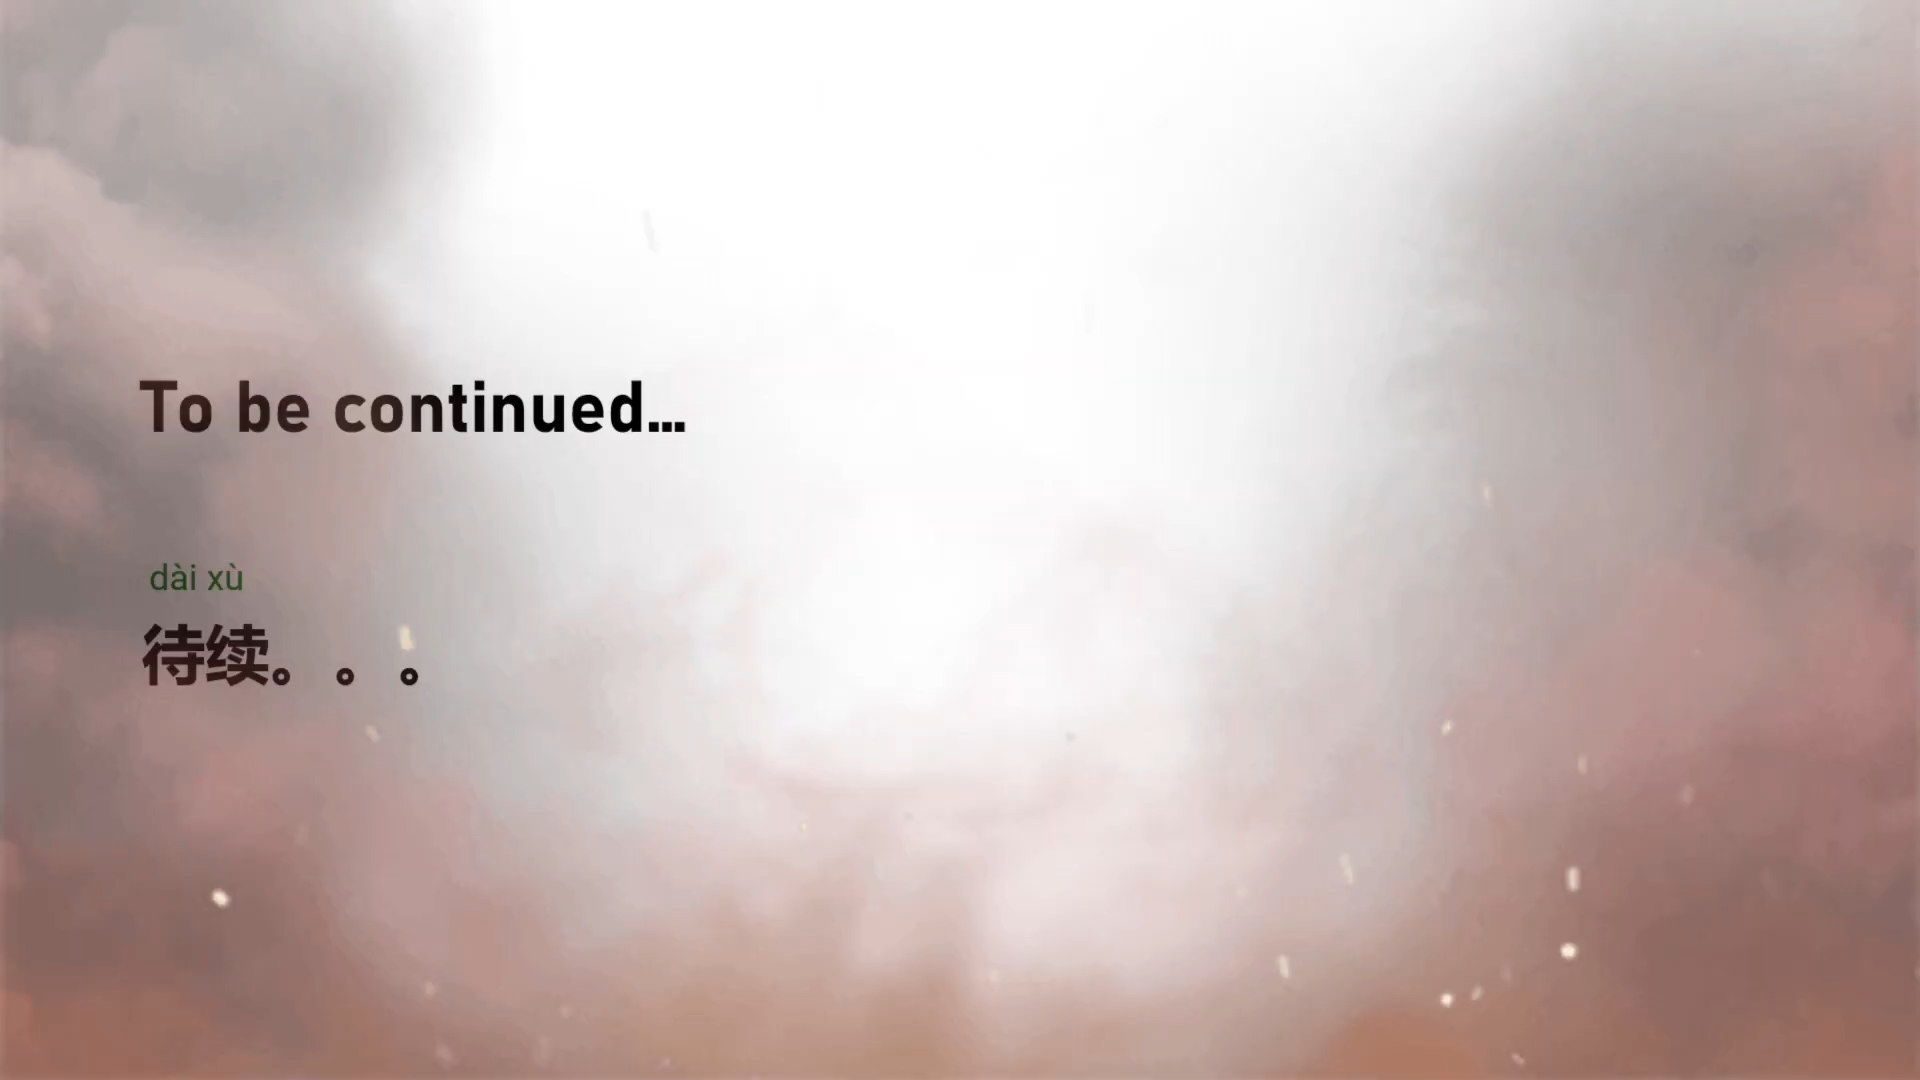 To be continued...
dài xù
待续。。。